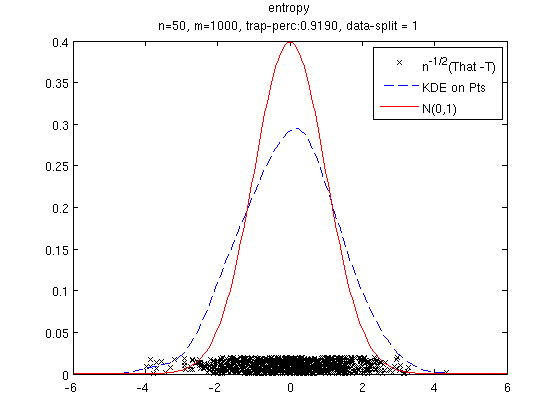 entropy
n=50, m=1000, trap-perc:0.9190, data-split = 1
n^-1/2(That -T)
KDE on Pts
N(0,1)
0.4
0.35
0.3
0.25
0.2
0.15
0.1
0.05
0
-6 -4 -2 0 2 4 6